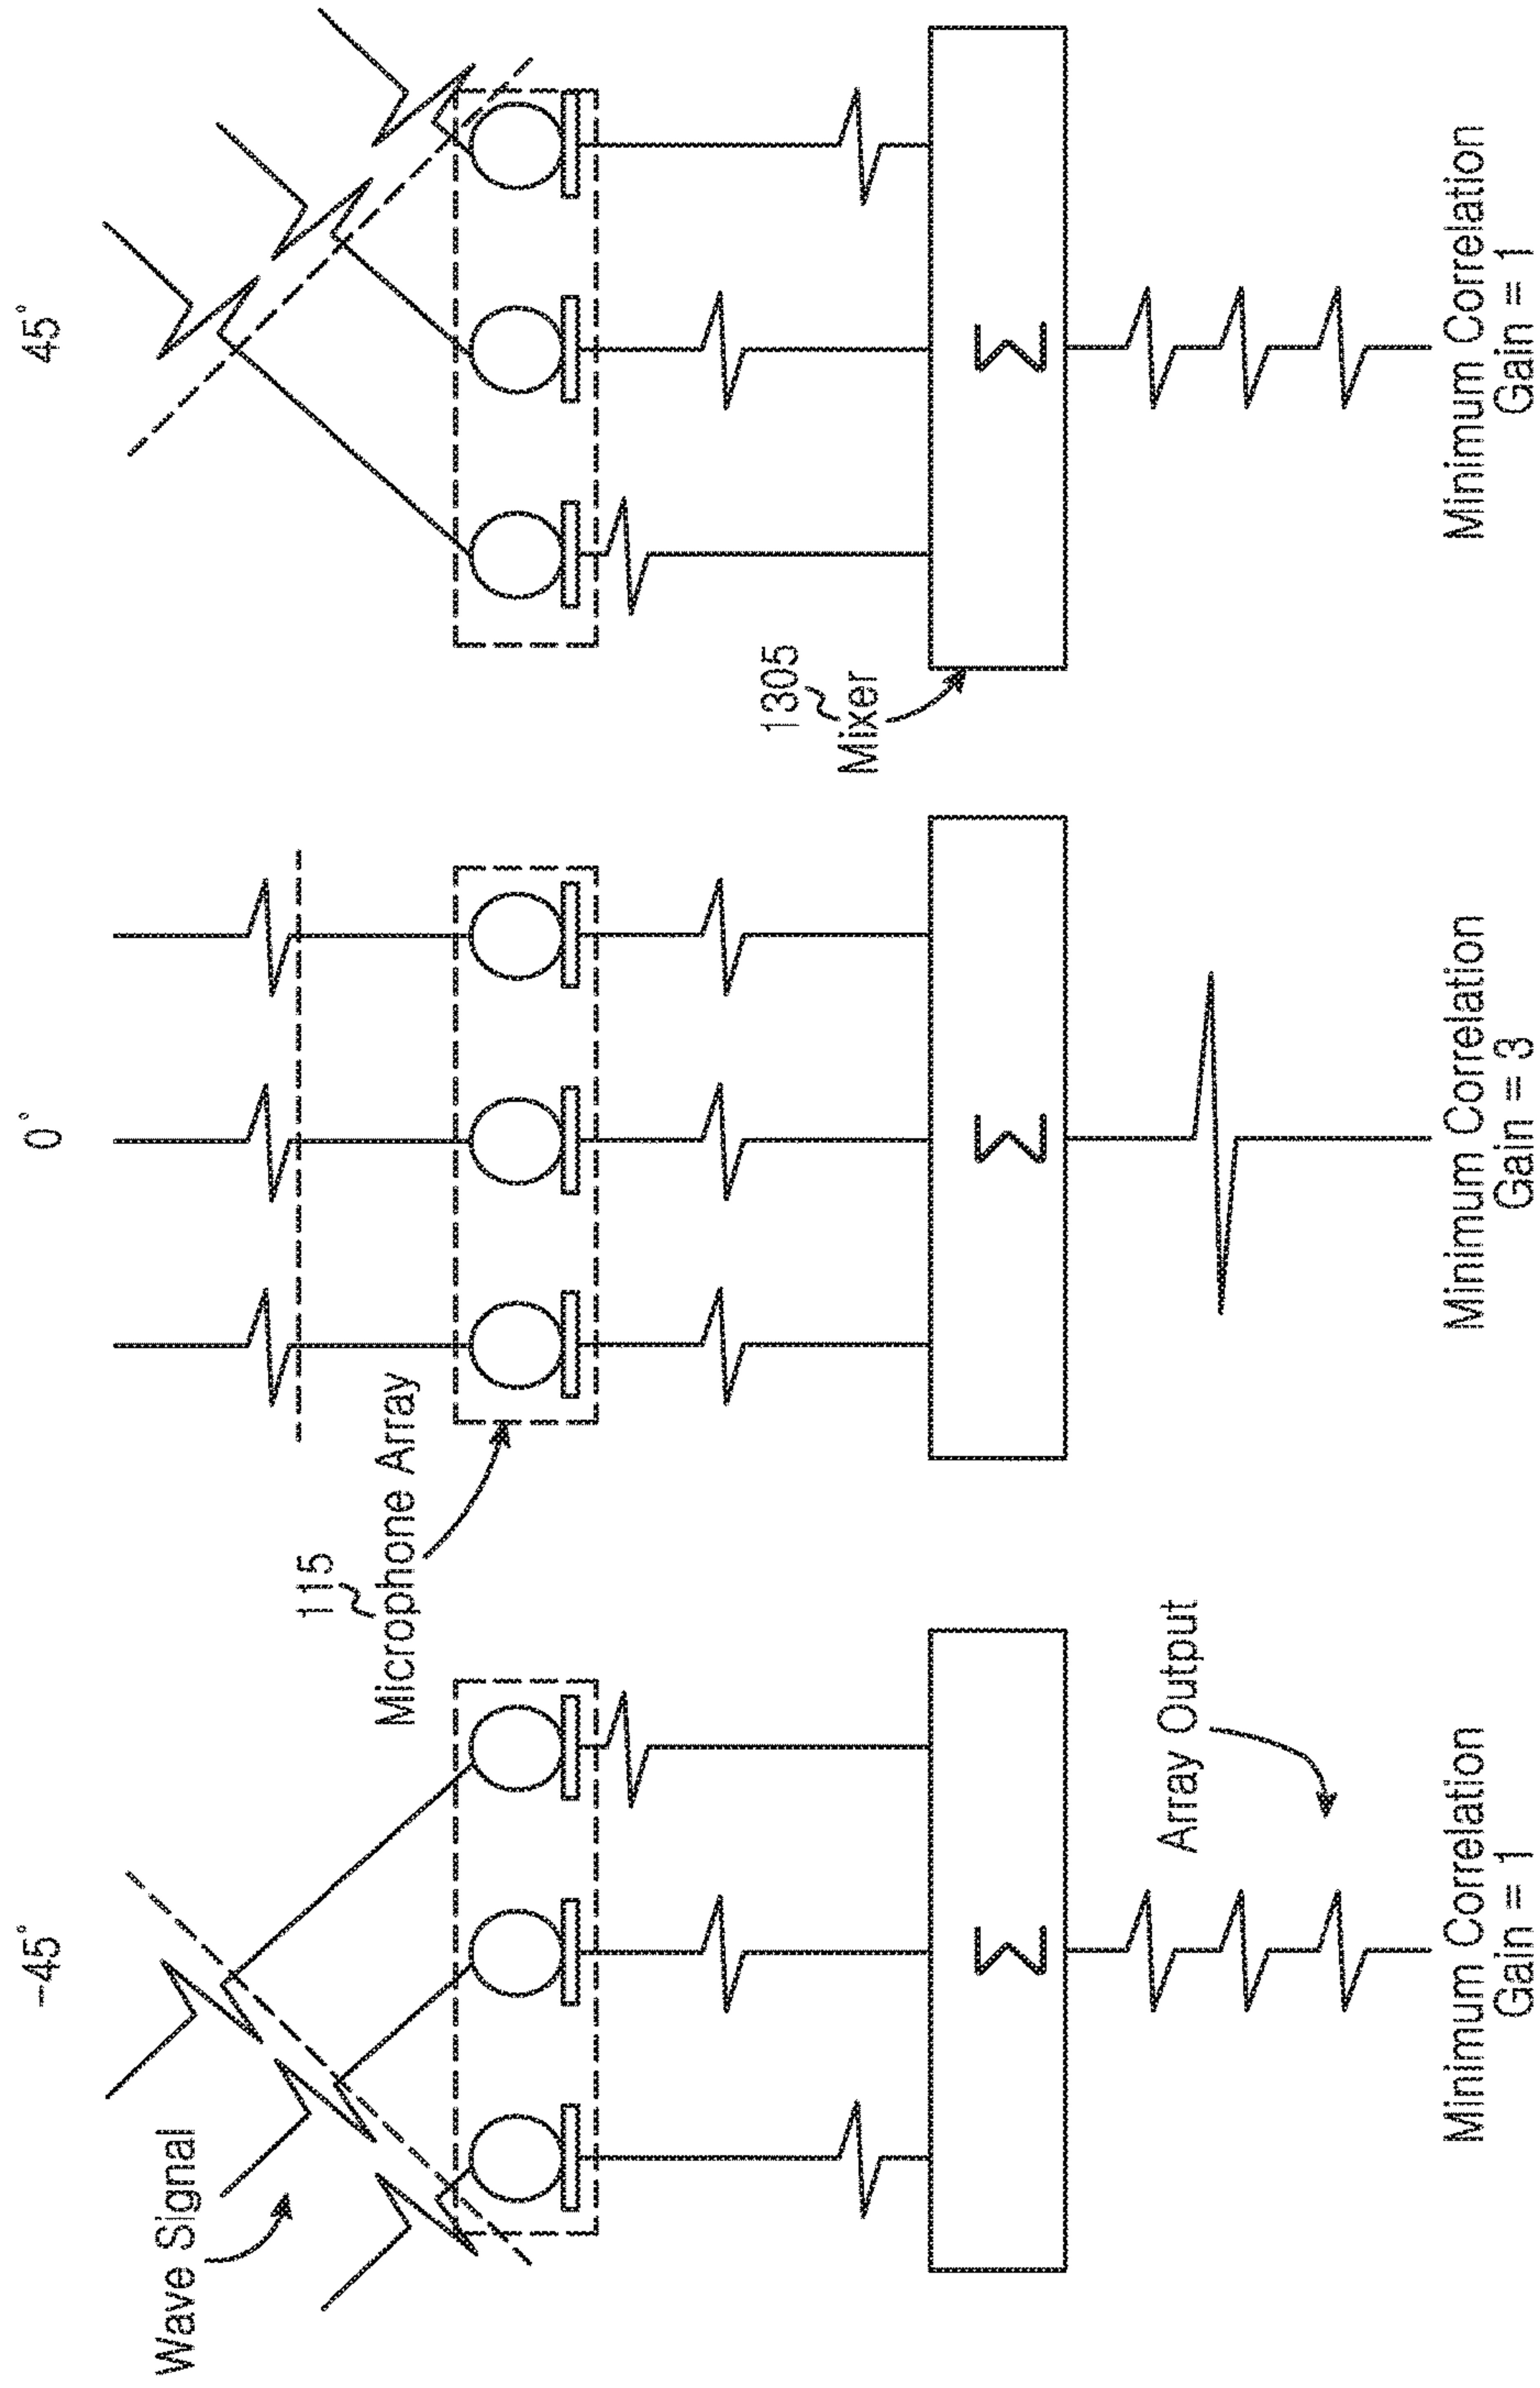 -45°
0°
45°
Wave Signal
115
Microphone Array
1305
Mixer
Σ
Σ
Σ
Array Output
Minimum Correlation
Gain = 1
Minimum Correlation
Gain = 3
Minimum Correlation
Gain = 1